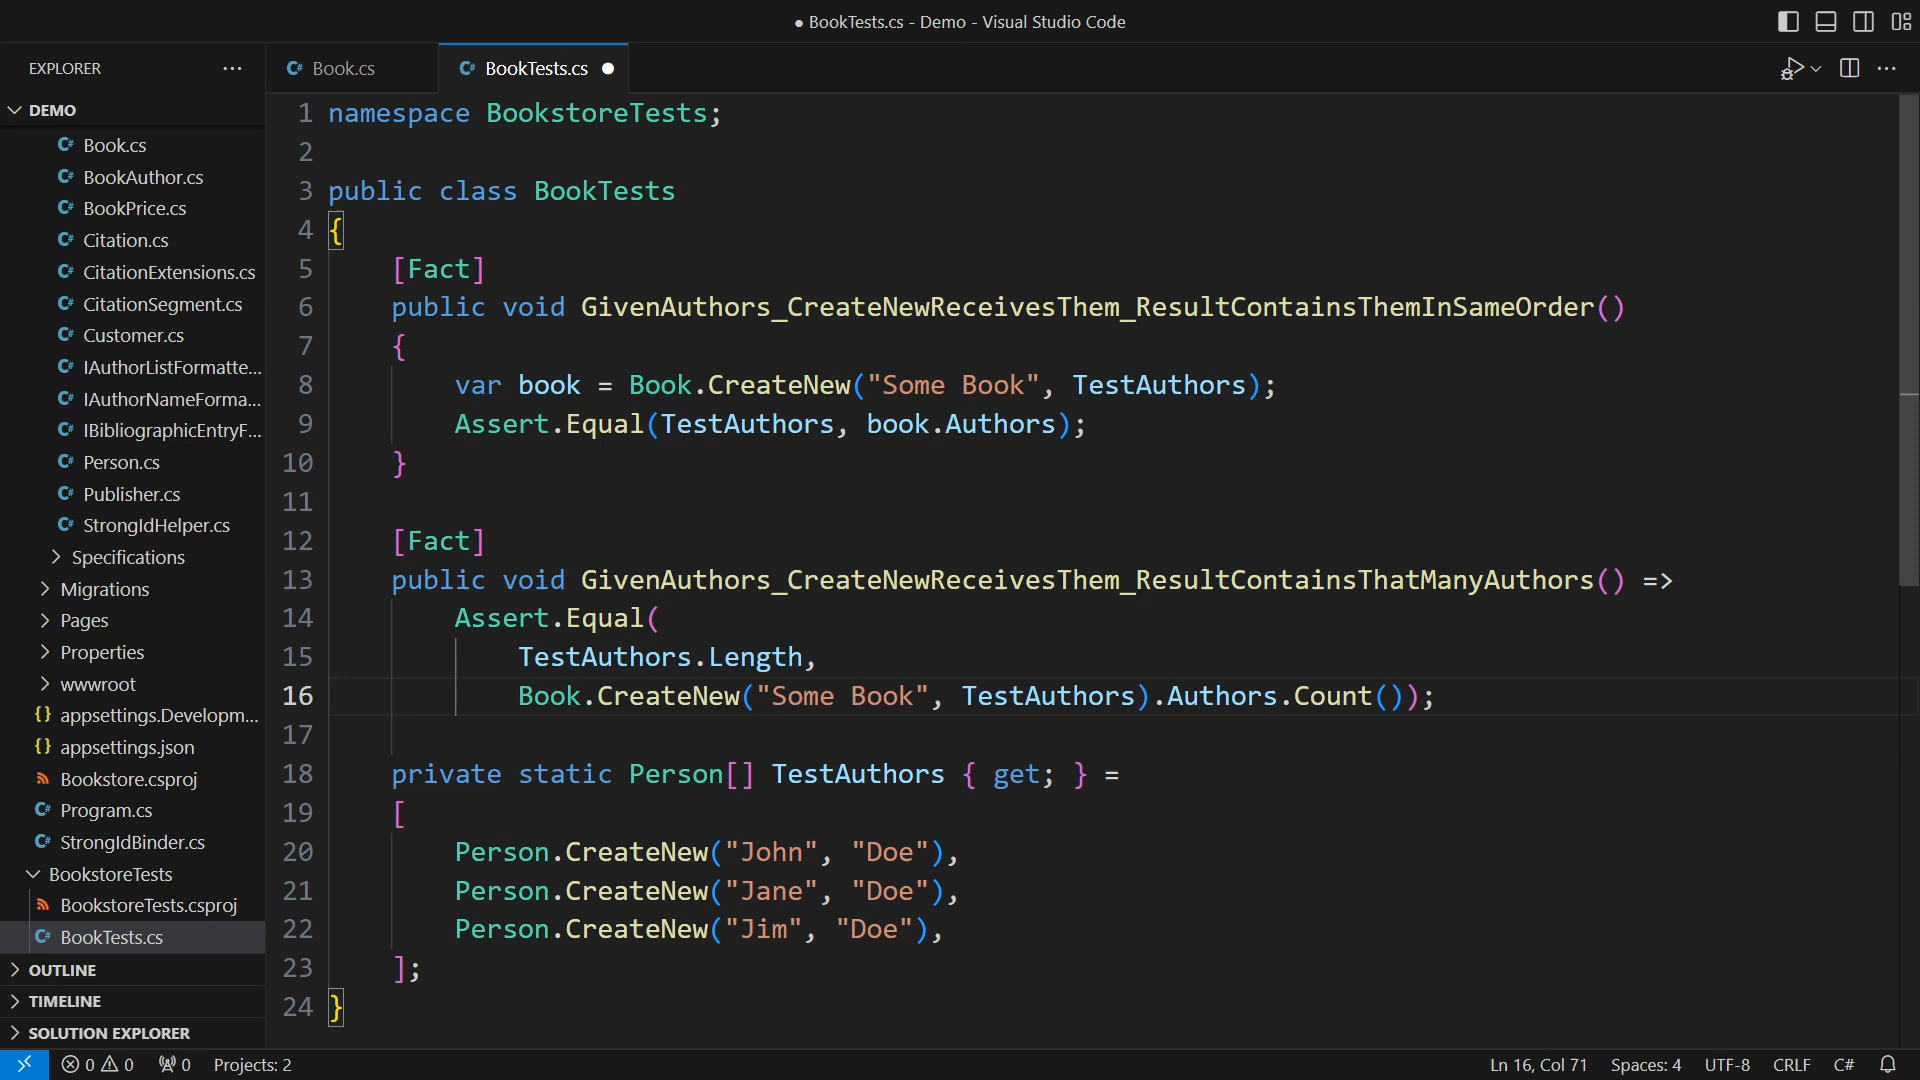 ● BookTests.cs - Demo - Visual Studio Code
EXPLORER
DEMO
C# Book.cs
C# BookAuthor.cs
C# BookPrice.cs
C# Citation.cs
C# CitationExtensions.cs
C# CitationSegment.cs
C# Customer.cs
C# IAuthorListFormatte...
C# IAuthorNameForma...
C# IBibliographicEntryF...
C# Person.cs
C# Publisher.cs
C# StrongIdHelper.cs
Specifications
Migrations
Pages
Properties
wwwroot
{} appsettings.Developm...
{} appsettings.json
Bookstore.csproj
C# Program.cs
C# StrongIdBinder.cs
BookstoreTests
BookstoreTests.csproj
C# BookTests.cs
OUTLINE
TIMELINE
SOLUTION EXPLORER
C# Book.cs
C# BookTests.cs ●
1 namespace BookstoreTests;
2
3 public class BookTests
4 {
5     [Fact]
6     public void GivenAuthors_CreateNewReceivesThem_ResultContainsThemInSameOrder()
7     {
8         var book = Book.CreateNew("Some Book", TestAuthors);
9         Assert.Equal(TestAuthors, book.Authors);
10     }
11
12     [Fact]
13     public void GivenAuthors_CreateNewReceivesThem_ResultContainsThatManyAuthors() =>
14         Assert.Equal(
15             TestAuthors.Length,
16             Book.CreateNew("Some Book", TestAuthors).Authors.Count());
17
18     private static Person[] TestAuthors { get; } =
19     [
20         Person.CreateNew("John", "Doe"),
21         Person.CreateNew("Jane", "Doe"),
22         Person.CreateNew("Jim", "Doe"),
23     ];
24 }
0 0 0 Projects: 2
Ln 16, Col 71 Spaces: 4 UTF-8 CRLF C#